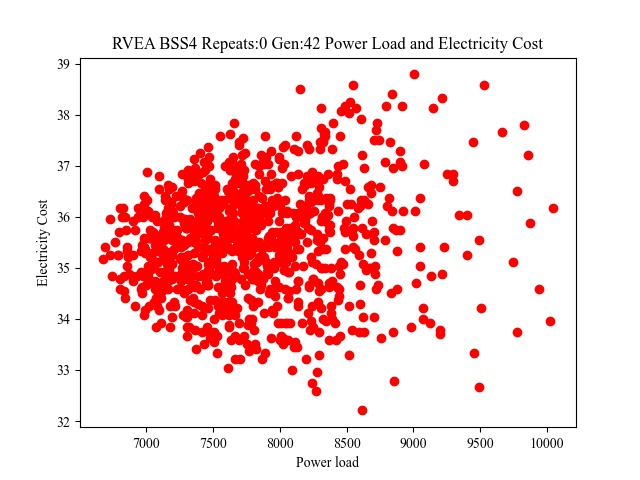 RVEA BSS4 Repeats:0 Gen:42 Power Load and Electricity Cost
39
38
37
36
35
34
33
32
Electricity Cost
7000 7500 8000 8500 9000 9500 10000
Power load